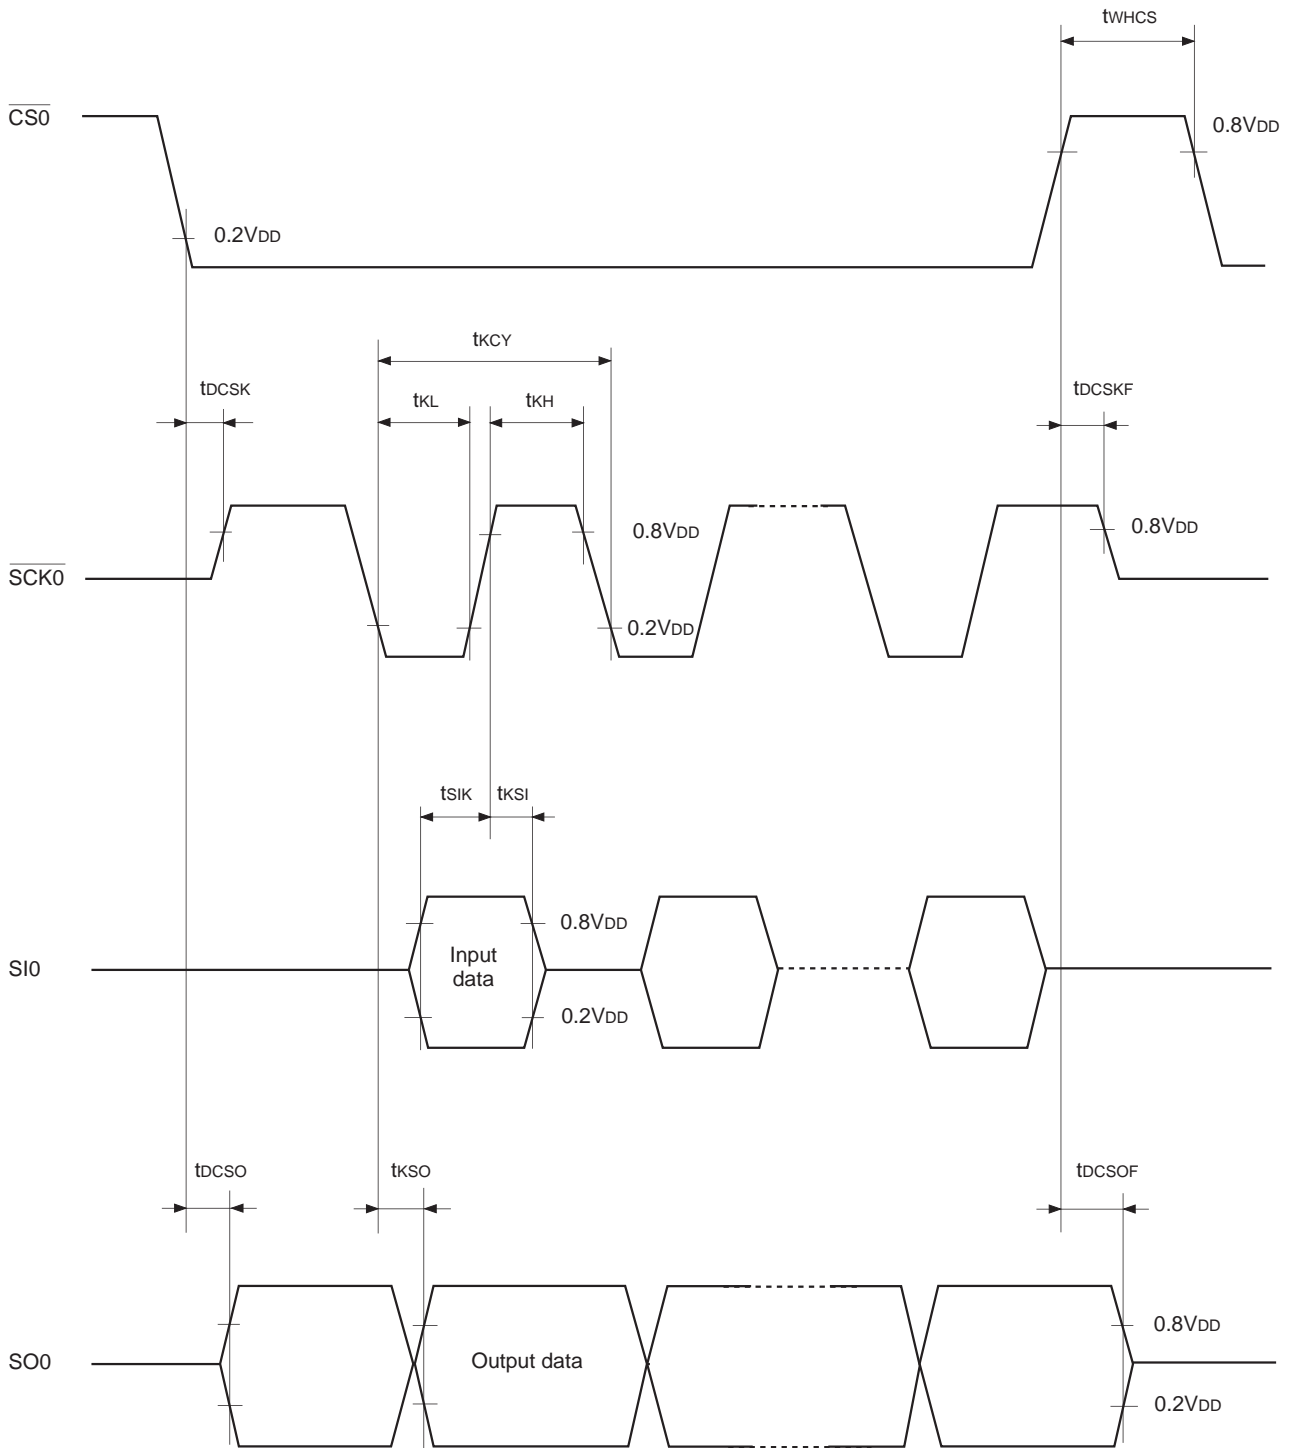 tWHCS
CS0
0.8VDD
0.2VDD
tKCY
tDCSK
tKL
tKH
tDCSKF
0.8VDD
0.8VDD
SCK0
0.2VDD
tSIK
tKSI
0.8VDD
Input
data
SI0
0.2VDD
tDCSO
tKSO
tDCSOF
0.8VDD
SO0
Output data
0.2VDD